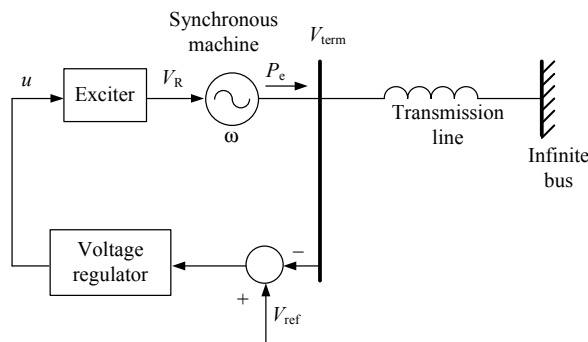 Synchronous
machine
V_term
u
Exciter
V_R
P_e
ω
Transmission
line
Infinite
bus
Voltage
regulator
−
+
V_ref